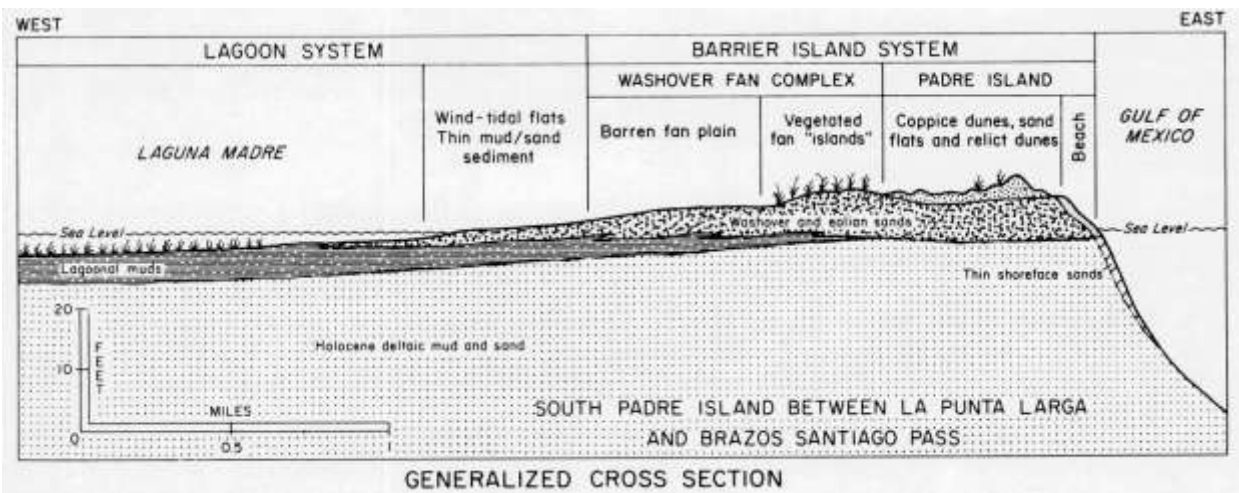 WEST
EAST
LAGOON SYSTEM
BARRIER ISLAND SYSTEM
WASHOVER FAN COMPLEX
PADRE ISLAND
LAGUNA MADRE
Wind-tidal flats
Thin mud/sand
sediment
Barren fan plain
Vegetated
fan "islands"
Coppice dunes, sand
flats and relict dunes
Beach
GULF OF
MEXICO
Sea Level
Washover and eolian sands
Sea Level
Lagoonal muds
Thin shoreface sands
20
10
FEET
Holocene deltaic mud and sand
MILES
0
0.5
1
SOUTH PADRE ISLAND BETWEEN LA PUNTA LARGA
AND BRAZOS SANTIAGO PASS
GENERALIZED CROSS SECTION